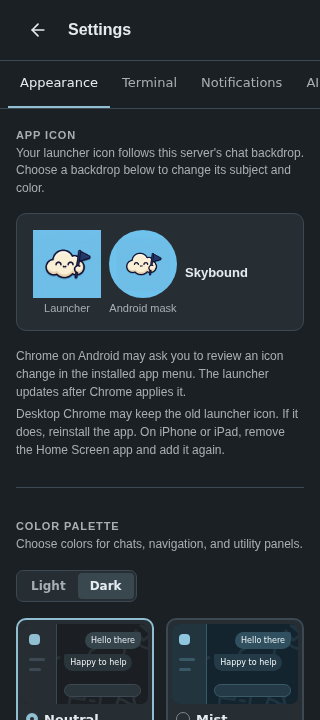 Settings
Appearance Terminal Notifications AI
APP ICON
Your launcher icon follows this server's chat backdrop.
Choose a backdrop below to change its subject and
color.
Skybound
Launcher Android mask
Chrome on Android may ask you to review an icon
change in the installed app menu. The launcher
updates after Chrome applies it.
Desktop Chrome may keep the old launcher icon. If it
does, reinstall the app. On iPhone or iPad, remove
the Home Screen app and add it again.
COLOR PALETTE
Choose colors for chats, navigation, and utility panels.
Light Dark
Hello there Hello there
Happy to help Happy to help
Neutral Mist